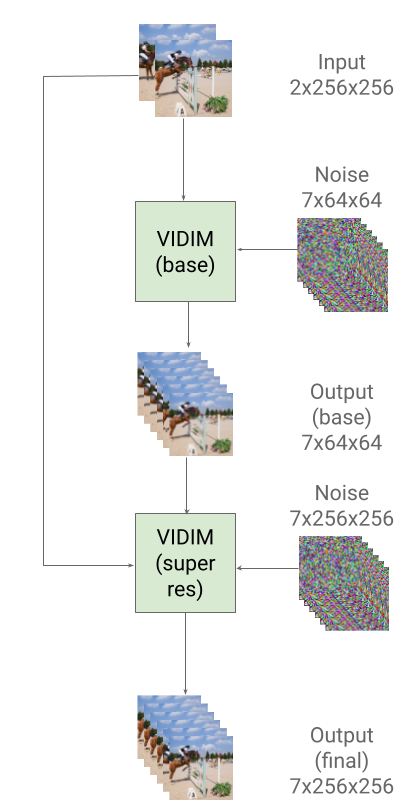 Input
2x256x256
Noise
7x64x64
VIDIM
(base)
Output
(base)
7x64x64
Noise
7x256x256
VIDIM
(super
res)
Output
(final)
7x256x256